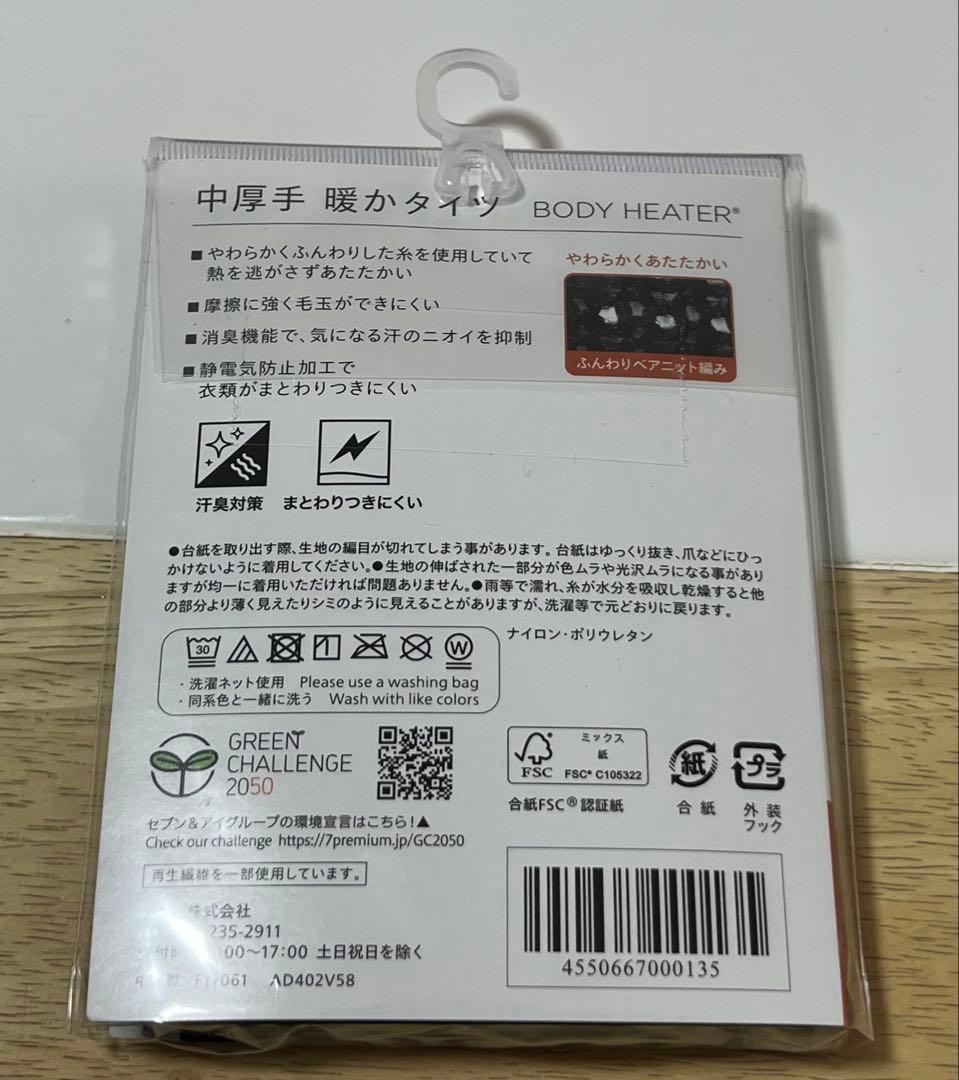 中厚手 暖かタイツ BODY HEATER®
■やわらかくふんわりした糸を使用していて
熱を逃がさずあたたかい
■摩擦に強く毛玉ができにくい
■消臭機能で、気になる汗のニオイを抑制
■静電気防止加工で
衣類がまとわりつきにくい
やわらかくあたたかい
ふんわりベアニット編み
汗臭対策 まとわりつきにくい
●台紙を取り出す際、生地の編目が切れてしまう事があります。台紙はゆっくり抜き、爪などにひっ
かけないように着用してください。●生地の伸ばされた一部分が色ムラや光沢ムラになる事があり
ますが均一に着用いただければ問題ありません。●雨等で濡れ、糸が水分を吸収し乾燥すると他
の部分より薄く見えたりシミのように見えることがありますが、洗濯等で元どおりに戻ります。
30 W
・洗濯ネット使用 Please use a washing bag
・同系色と一緒に洗う Wash with like colors
ナイロン・ポリウレタン
GREEN
CHALLENGE
2050
セブン&アイグループの環境宣言はこちら!▲
Check our challenge https://7premium.jp/GC2050
ミックス
紙
FSC
FSC® C105322
合紙FSC®認証紙
紙
合紙
プラ
外装
フック
再生繊維を一部使用しています。
株式会社
235-2911
:00〜17:00 土日祝日を除く
061 AD402V58
4550667000135